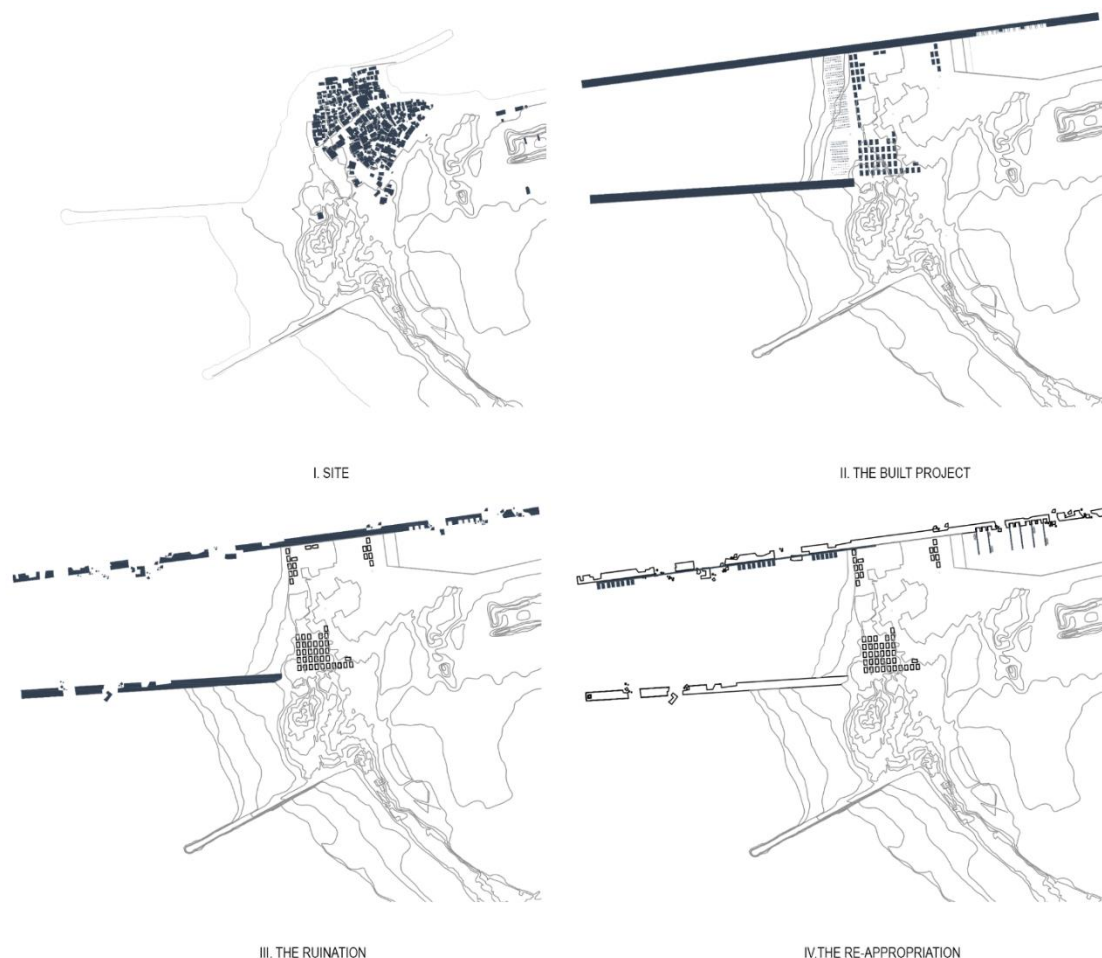 I. SITE
II. THE BUILT PROJECT
III. THE RUINATION
IV.THE RE-APPROPRIATION